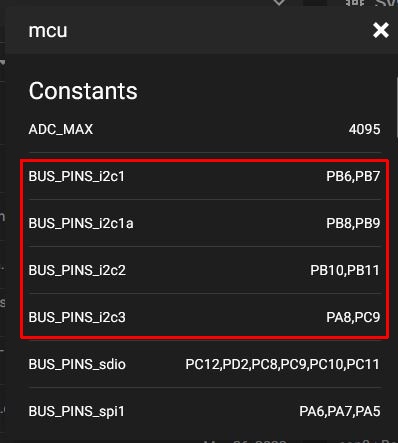 mcu
Constants
ADC_MAX 4095
BUS_PINS_i2c1 PB6,PB7
BUS_PINS_i2c1a PB8,PB9
BUS_PINS_i2c2 PB10,PB11
BUS_PINS_i2c3 PA8,PC9
BUS_PINS_sdio PC12,PD2,PC8,PC9,PC10,PC11
BUS_PINS_spi1 PA6,PA7,PA5